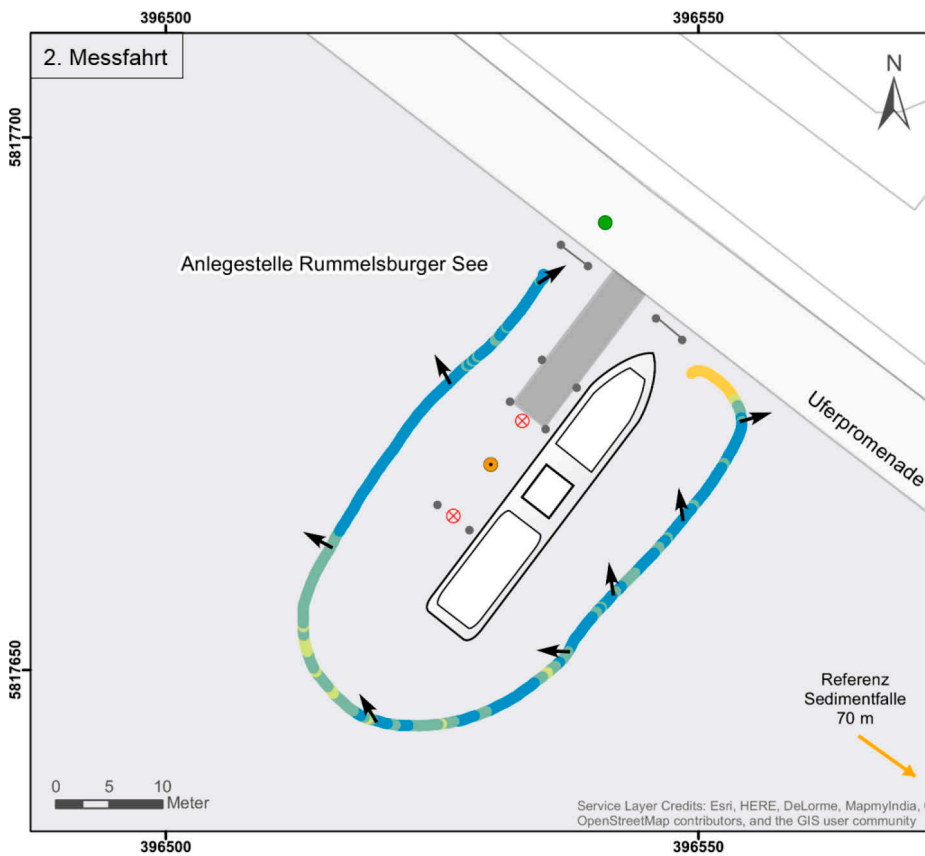 396500
396550
2. Messfahrt
N
5817700
Anlegestelle Rummelsburger See
Uferpromenade
5817650
Referenz
Sedimentfalle
70 m
0 5 10
Meter
Service Layer Credits: Esri, HERE, DeLorme, MapmyIndia,
OpenStreetMap contributors, and the GIS user community
396500
396550